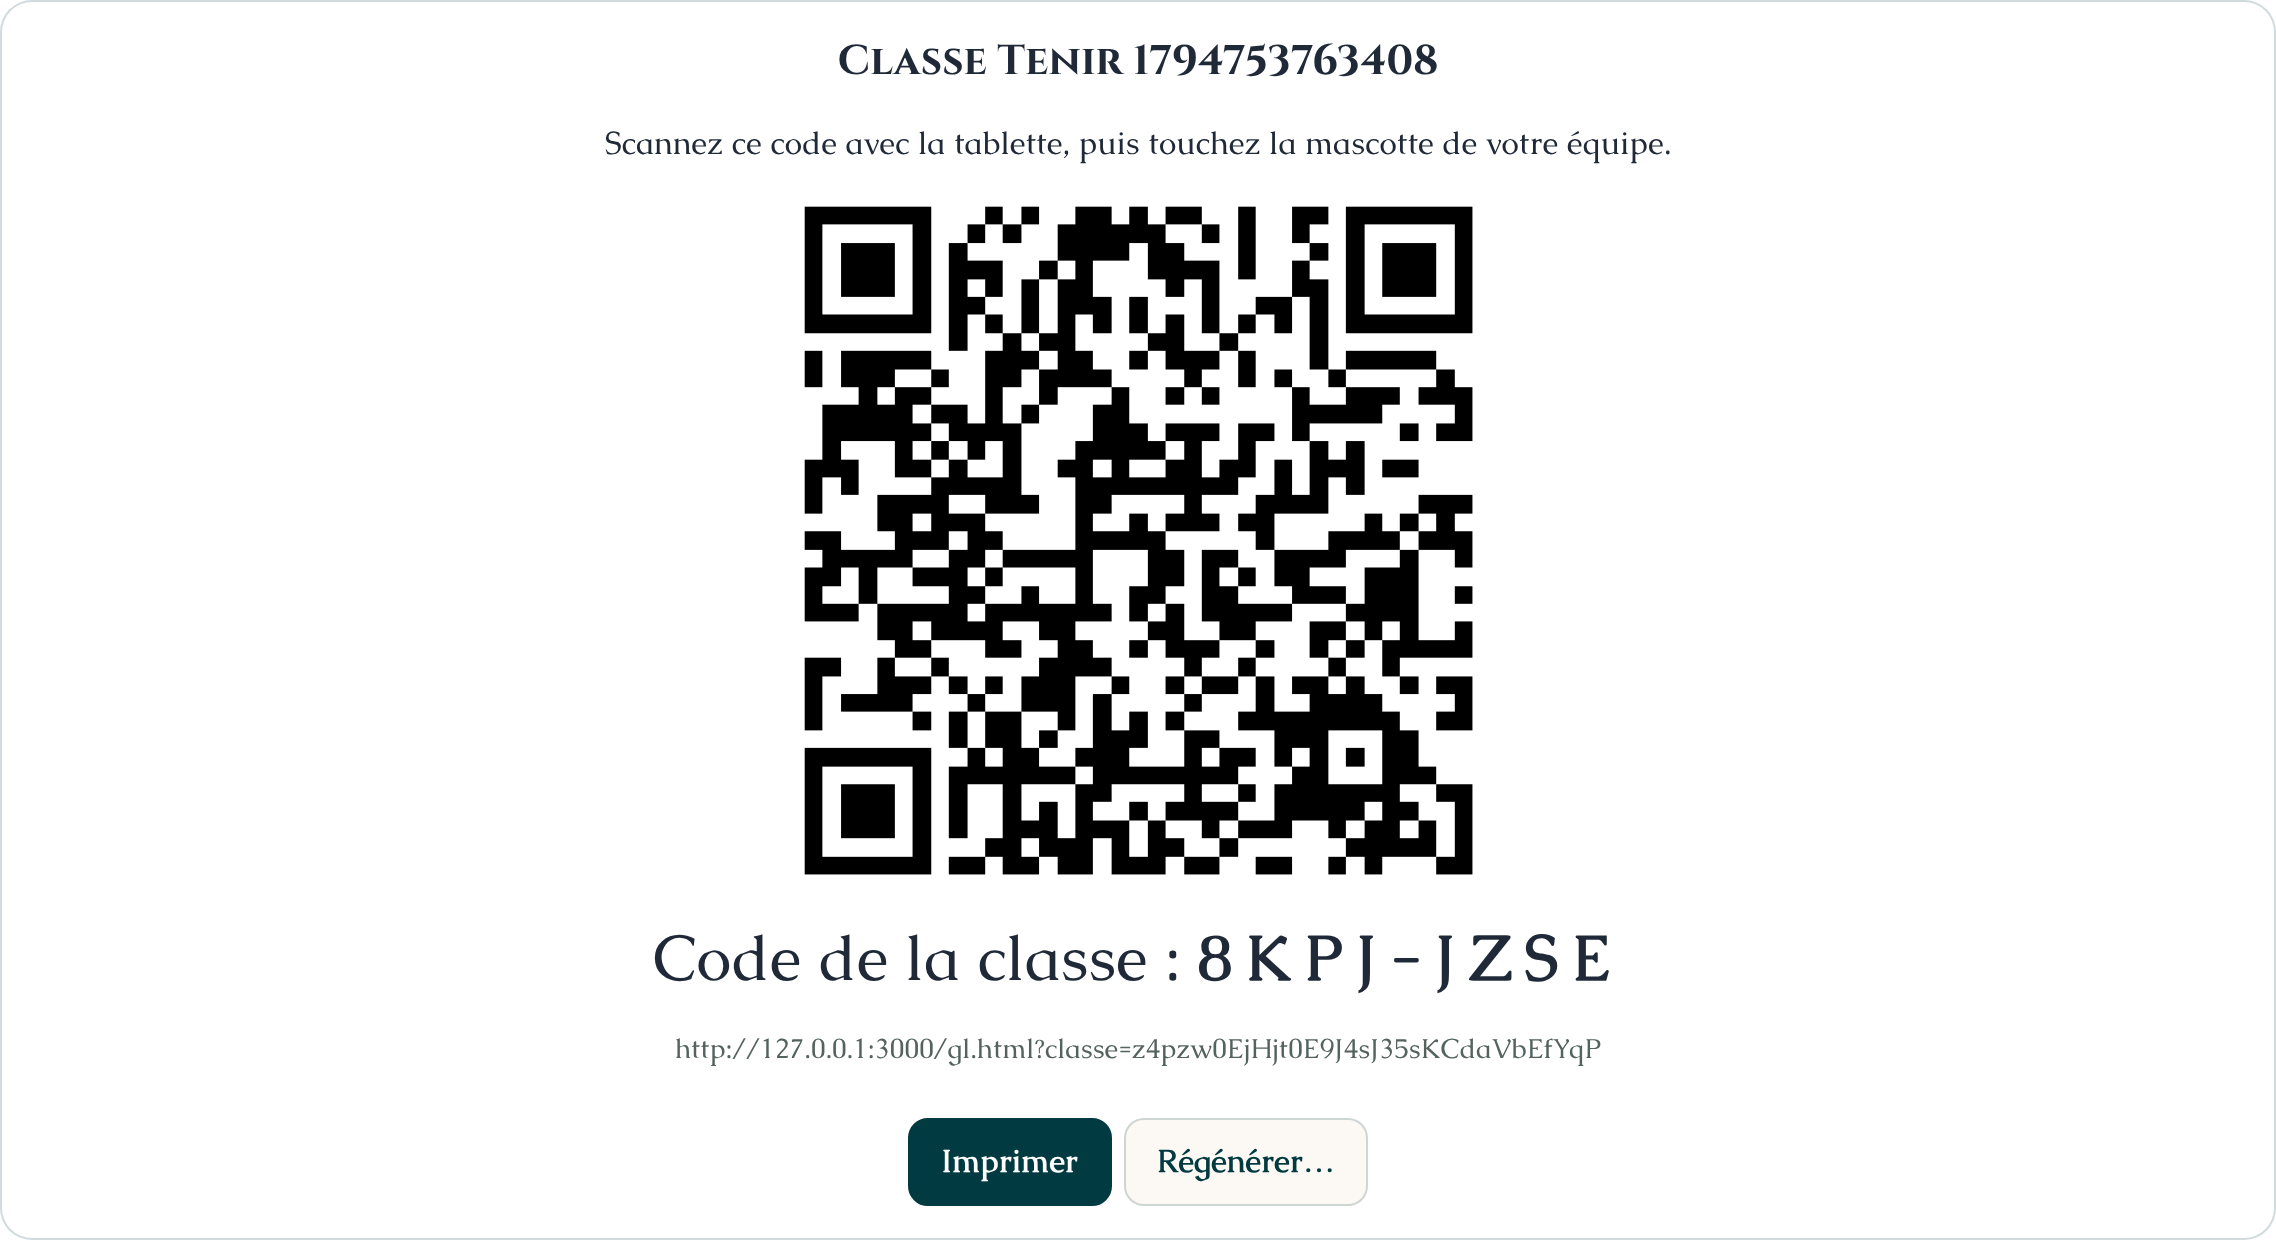 Classe Tenir 1794753763408
Scannez ce code avec la tablette, puis touchez la mascotte de votre équipe.
Code de la classe : 8KPJ-JZSE
http://127.0.0.1:3000/gl.html?classe=z4pzw0EjHjt0E9J4sJ35sKCdaVbEfYqP
Imprimer
Régénérer…